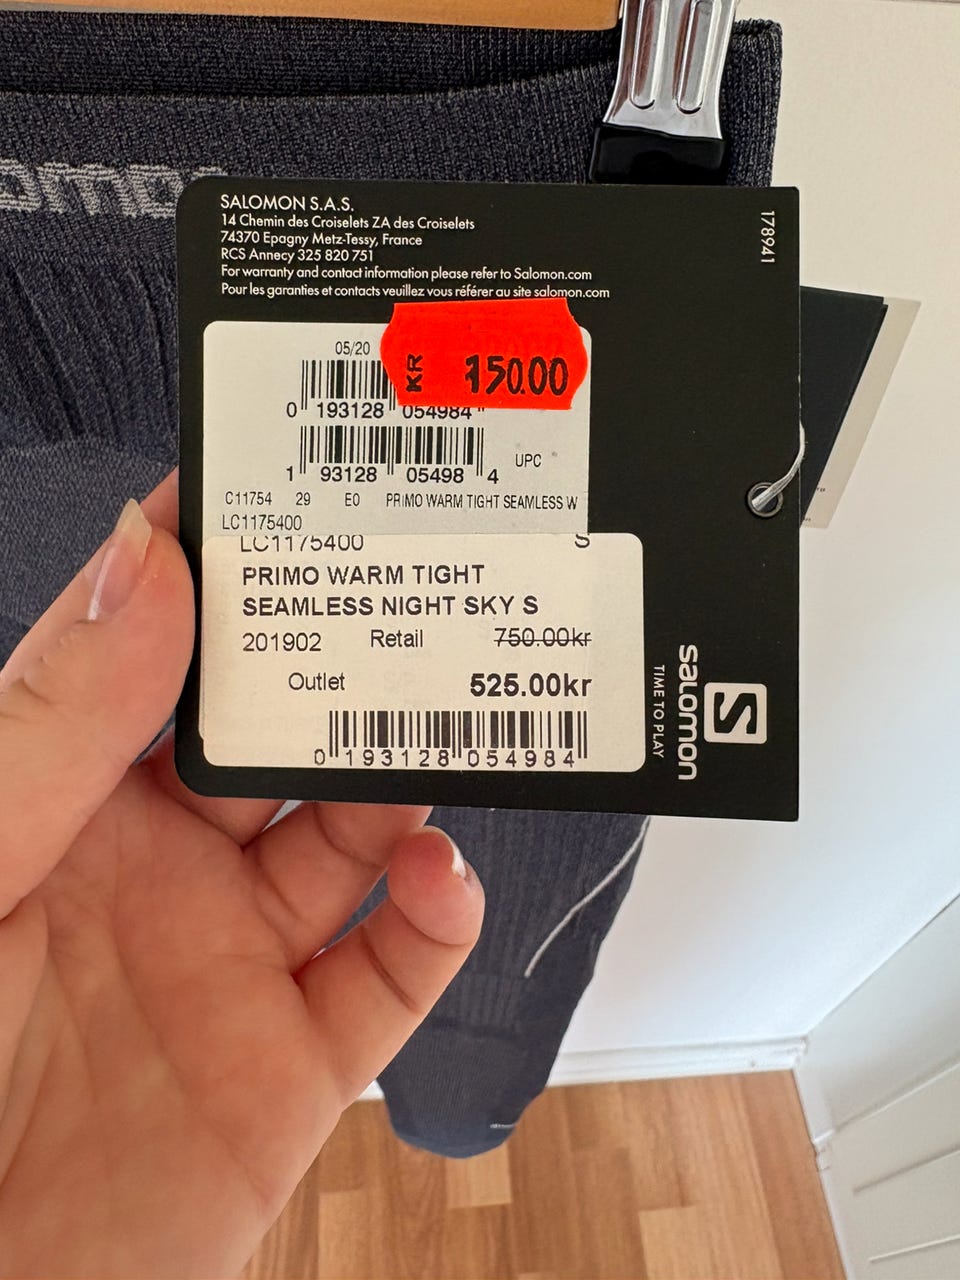 SALOMON S.A.S.
14 Chemin des Croiselets ZA des Croiselets
74370 Epagny Metz-Tessy, France
RCS Annecy 325 820 751
For warranty and contact information please refer to Salomon.com
Pour les garanties et contacts veuillez vous référer au site salomon.com
178941
05/20
KR 150.00
0 193128 054984
UPC
1 93128 05498 4
C11754 29 E0 PRIMO WARM TIGHT SEAMLESS W
LC1175400
LC1175400 S
PRIMO WARM TIGHT
SEAMLESS NIGHT SKY S
201902 Retail 750.00kr
Outlet 525.00kr
0 193128 054984
S
salomon
TIME TO PLAY